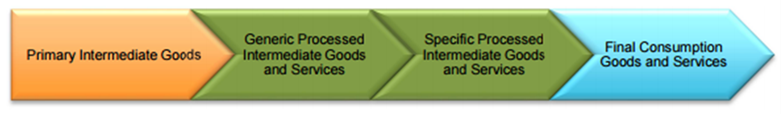 Primary Intermediate Goods
Generic Processed
Intermediate Goods
and Services
Specific Processed
Intermediate Goods
and Services
Final Consumption
Goods and Services